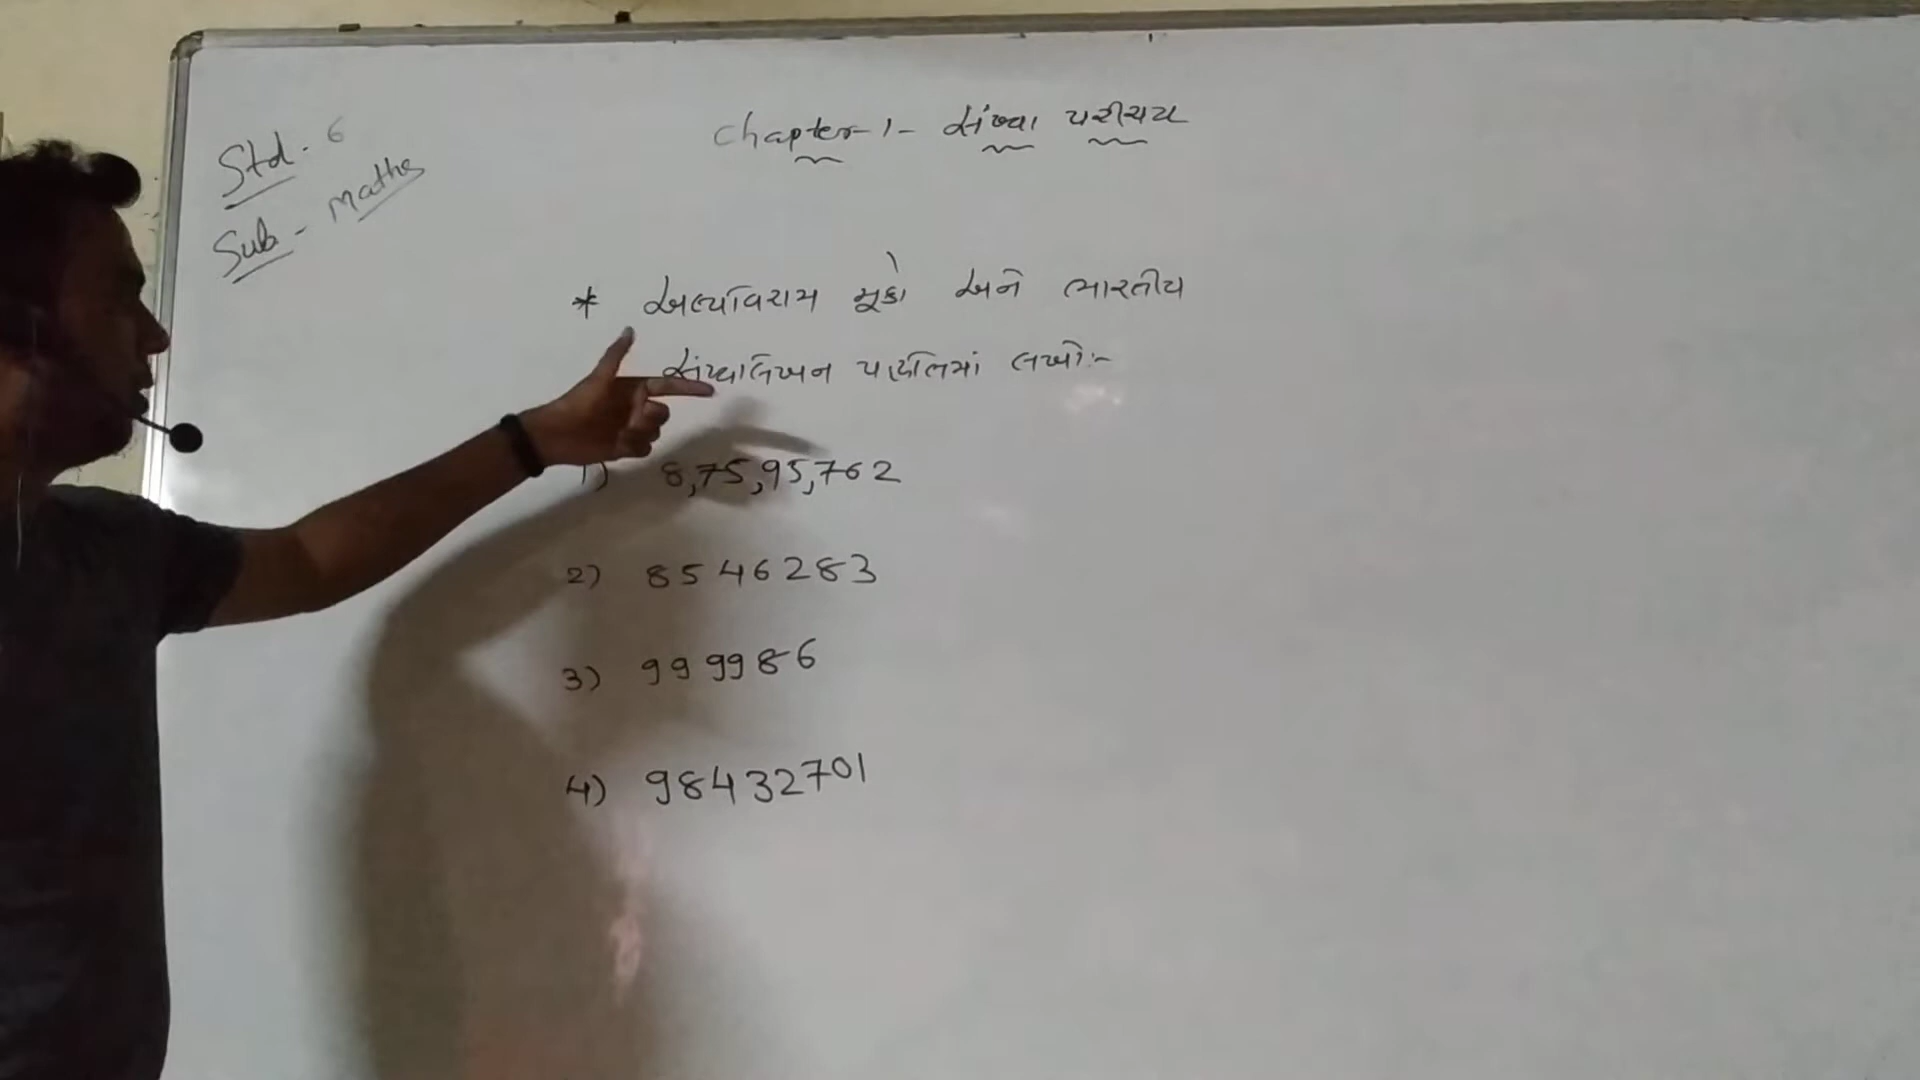 Std. 6
Sub - Maths
Chapter-1- સંખ્યા પરીચય
* અલ્પવિરામ મૂકો અને ભારતીય
સંખ્યાલેખન પદ્ધતિમાં લખો:-
1) 8,75,95,762
2) 8546283
3) 999986
4) 98432701